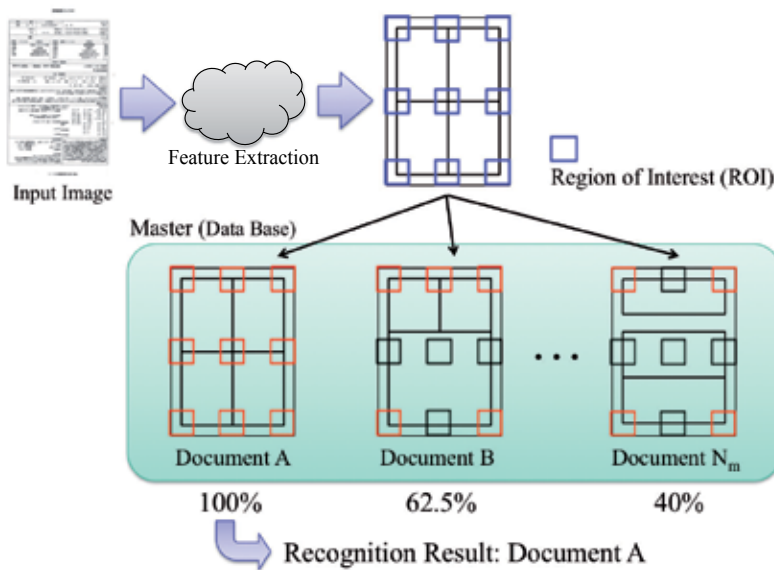 Feature Extraction
Input Image
Region of Interest (ROI)
Master (Data Base)
Document A
Document B
Document Nm
100%
62.5%
40%
Recognition Result: Document A